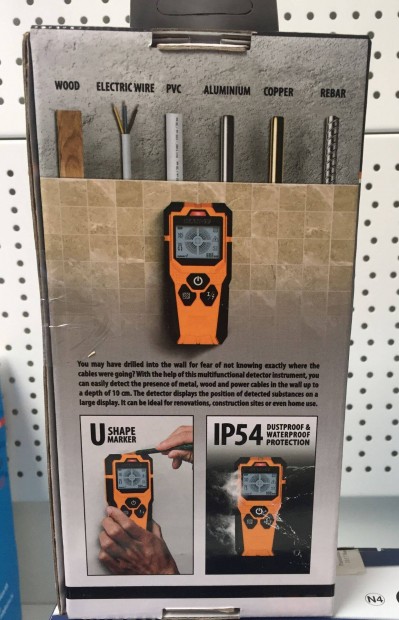 WOOD ELECTRIC WIRE PVC ALUMINIUM COPPER REBAR
You may have drilled into the wall for fear of not knowing exactly where the
cables were going? With the help of this multifunctional detector instrument, you
can easily detect the presence of metal, wood and power cables in the wall up to
a depth of 10 cm. The detector displays the position of detected substances on a
large display. It can be ideal for renovations, construction sites or even home use.
U SHAPE
MARKER
IP54 DUSTPROOF &
WATERPROOF
PROTECTION
N4